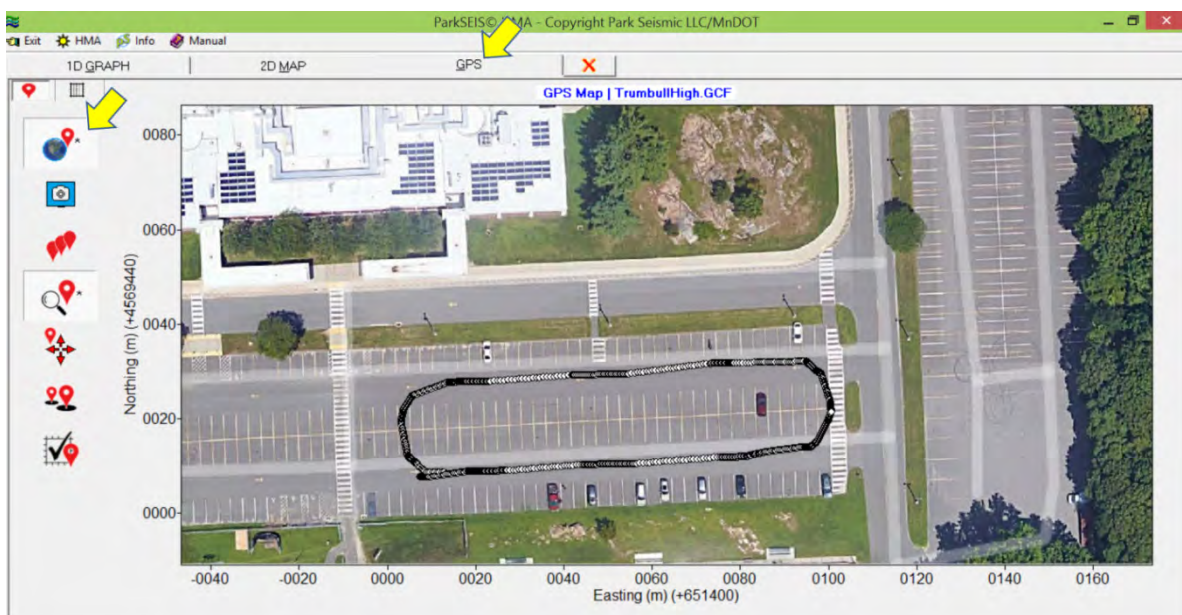 ParkSEIS© HMA - Copyright Park Seismic LLC/MnDOT
Exit HMA Info Manual
1D GRAPH 2D MAP GPS
GPS Map | TrumbullHigh.GCF
0080
0060
0040
0020
0000
Northing (m) (+4569440)
-0040 -0020 0000 0020 0040 0060 0080 0100 0120 0140 0160
Easting (m) (+651400)